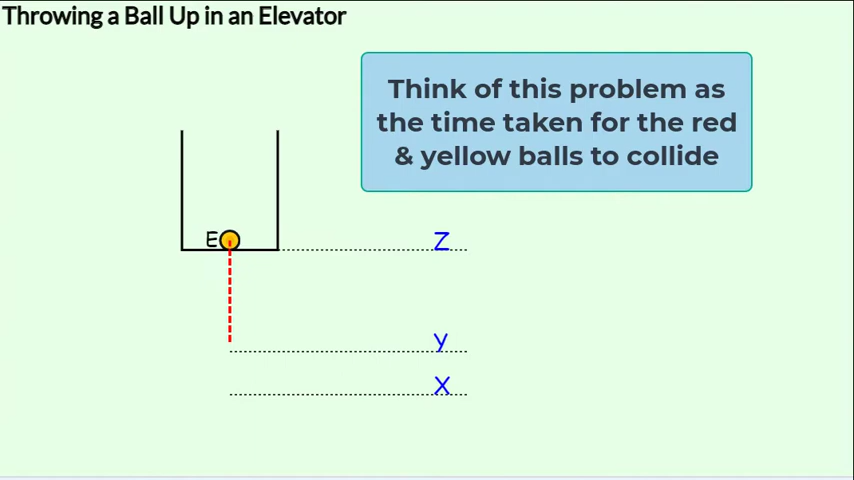 Throwing a Ball Up in an Elevator
Think of this problem as
the time taken for the red
& yellow balls to collide
E
Z
y
X